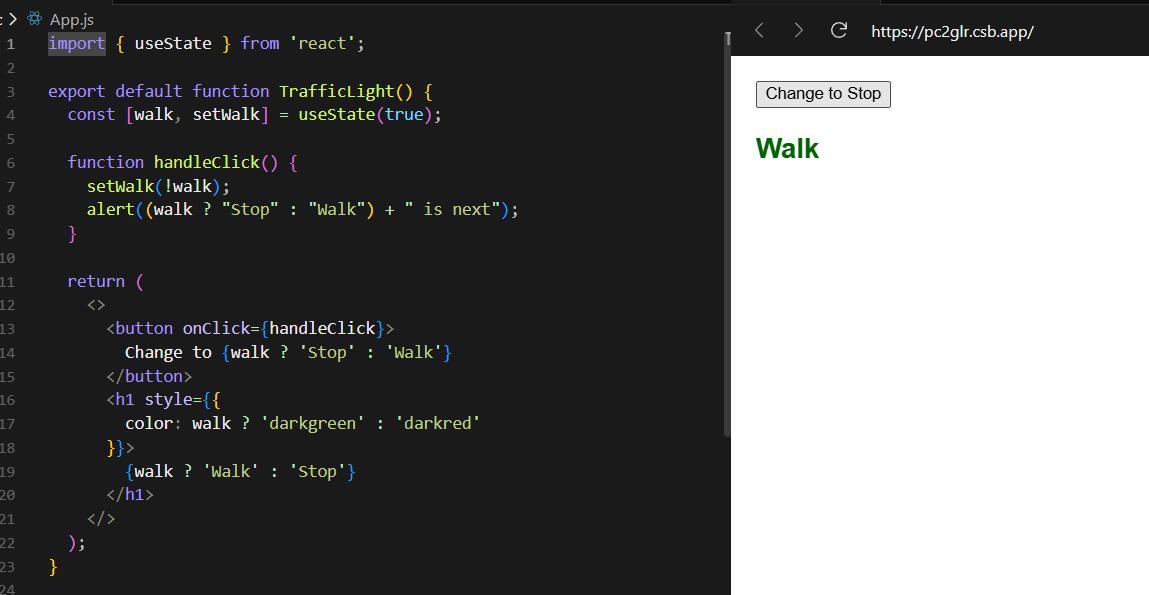 c > App.js
1 import { useState } from 'react';
2
3 export default function TrafficLight() {
4   const [walk, setWalk] = useState(true);
5
6   function handleClick() {
7     setWalk(!walk);
8     alert((walk ? "Stop" : "Walk") + " is next");
9   }
10
11   return (
12     <>
13       <button onClick={handleClick}>
14         Change to {walk ? 'Stop' : 'Walk'}
15       </button>
16       <h1 style={{
17         color: walk ? 'darkgreen' : 'darkred'
18       }}>
19         {walk ? 'Walk' : 'Stop'}
20       </h1>
21     </>
22   );
23 }
24
https://pc2glr.csb.app/
Change to Stop
Walk